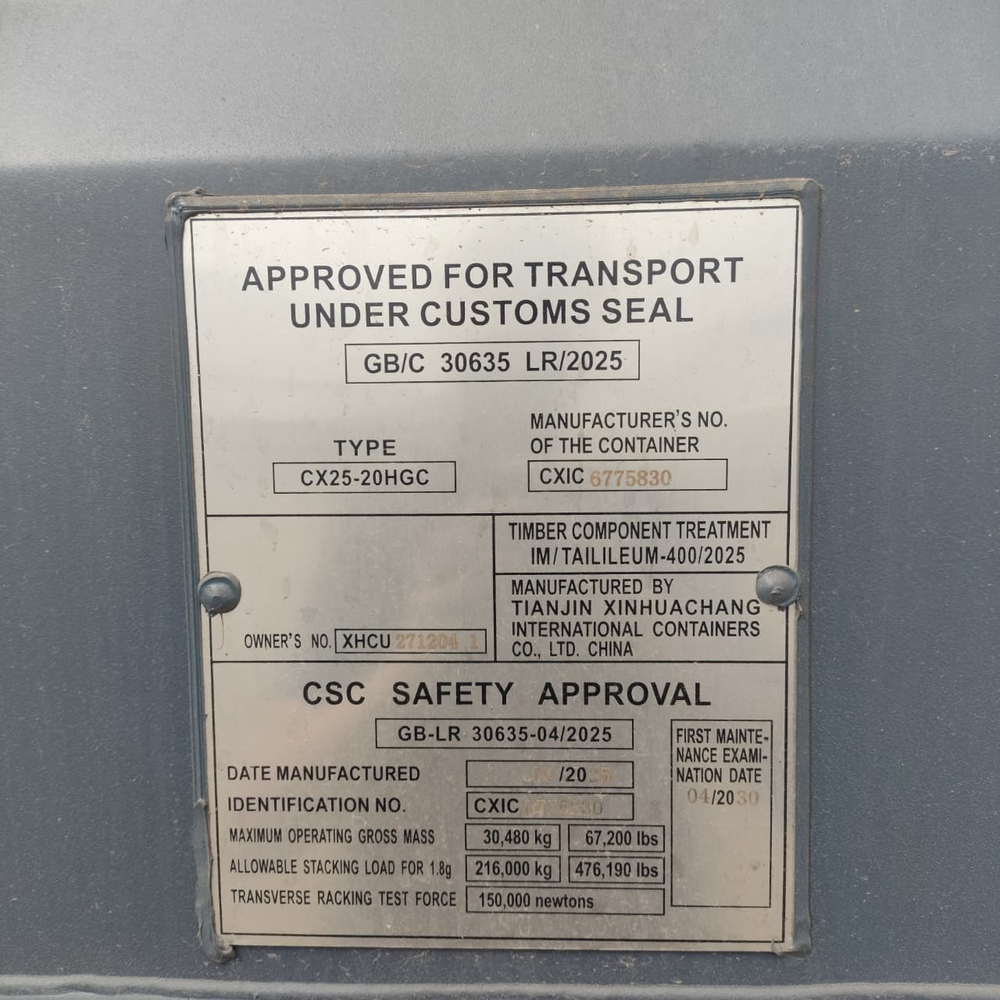 APPROVED FOR TRANSPORT
UNDER CUSTOMS SEAL
GB/C 30635 LR/2025
TYPE
CX25-20HGC
MANUFACTURER'S NO.
OF THE CONTAINER
CXIC 6775830
TIMBER COMPONENT TREATMENT
IM/TAILILEUM-400/2025
MANUFACTURED BY
TIANJIN XINHUACHANG
INTERNATIONAL CONTAINERS
CO., LTD. CHINA
OWNER'S NO. XHCU 271204 1
CSC SAFETY APPROVAL
GB-LR 30635-04/2025
DATE MANUFACTURED
IDENTIFICATION NO. CXIC
MAXIMUM OPERATING GROSS MASS 30,480 kg 67,200 lbs
ALLOWABLE STACKING LOAD FOR 1.8g 216,000 kg 476,190 lbs
TRANSVERSE RACKING TEST FORCE 150,000 newtons
FIRST MAINTE-
NANCE EXAMI-
NATION DATE
04/2030